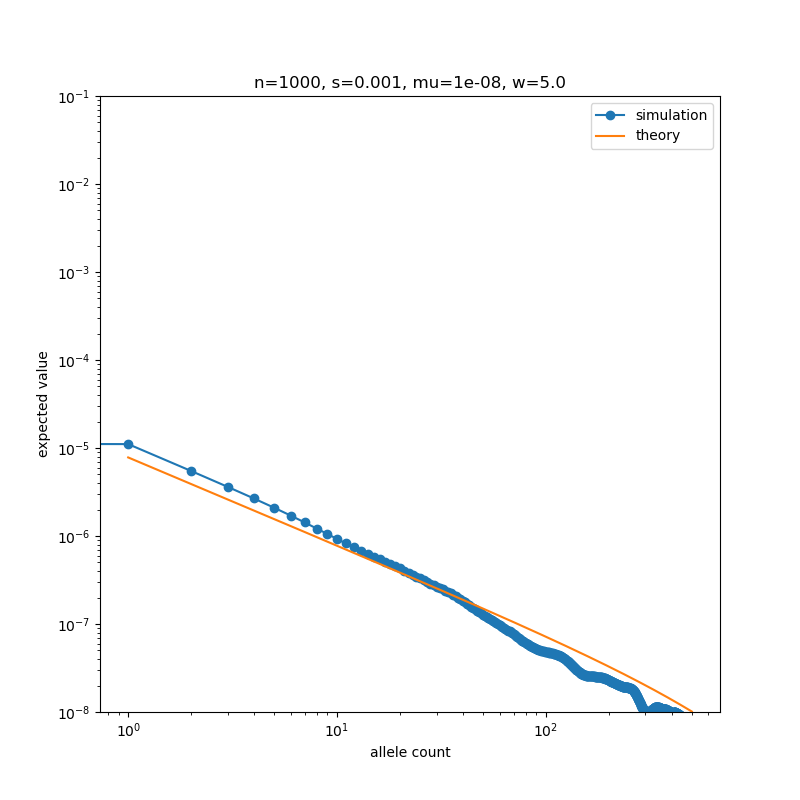 n=1000, s=0.001, mu=1e-08, w=5.0
simulation
theory
expected value
10⁻¹
10⁻²
10⁻³
10⁻⁴
10⁻⁵
10⁻⁶
10⁻⁷
10⁻⁸
10⁰ 10¹ 10²
allele count